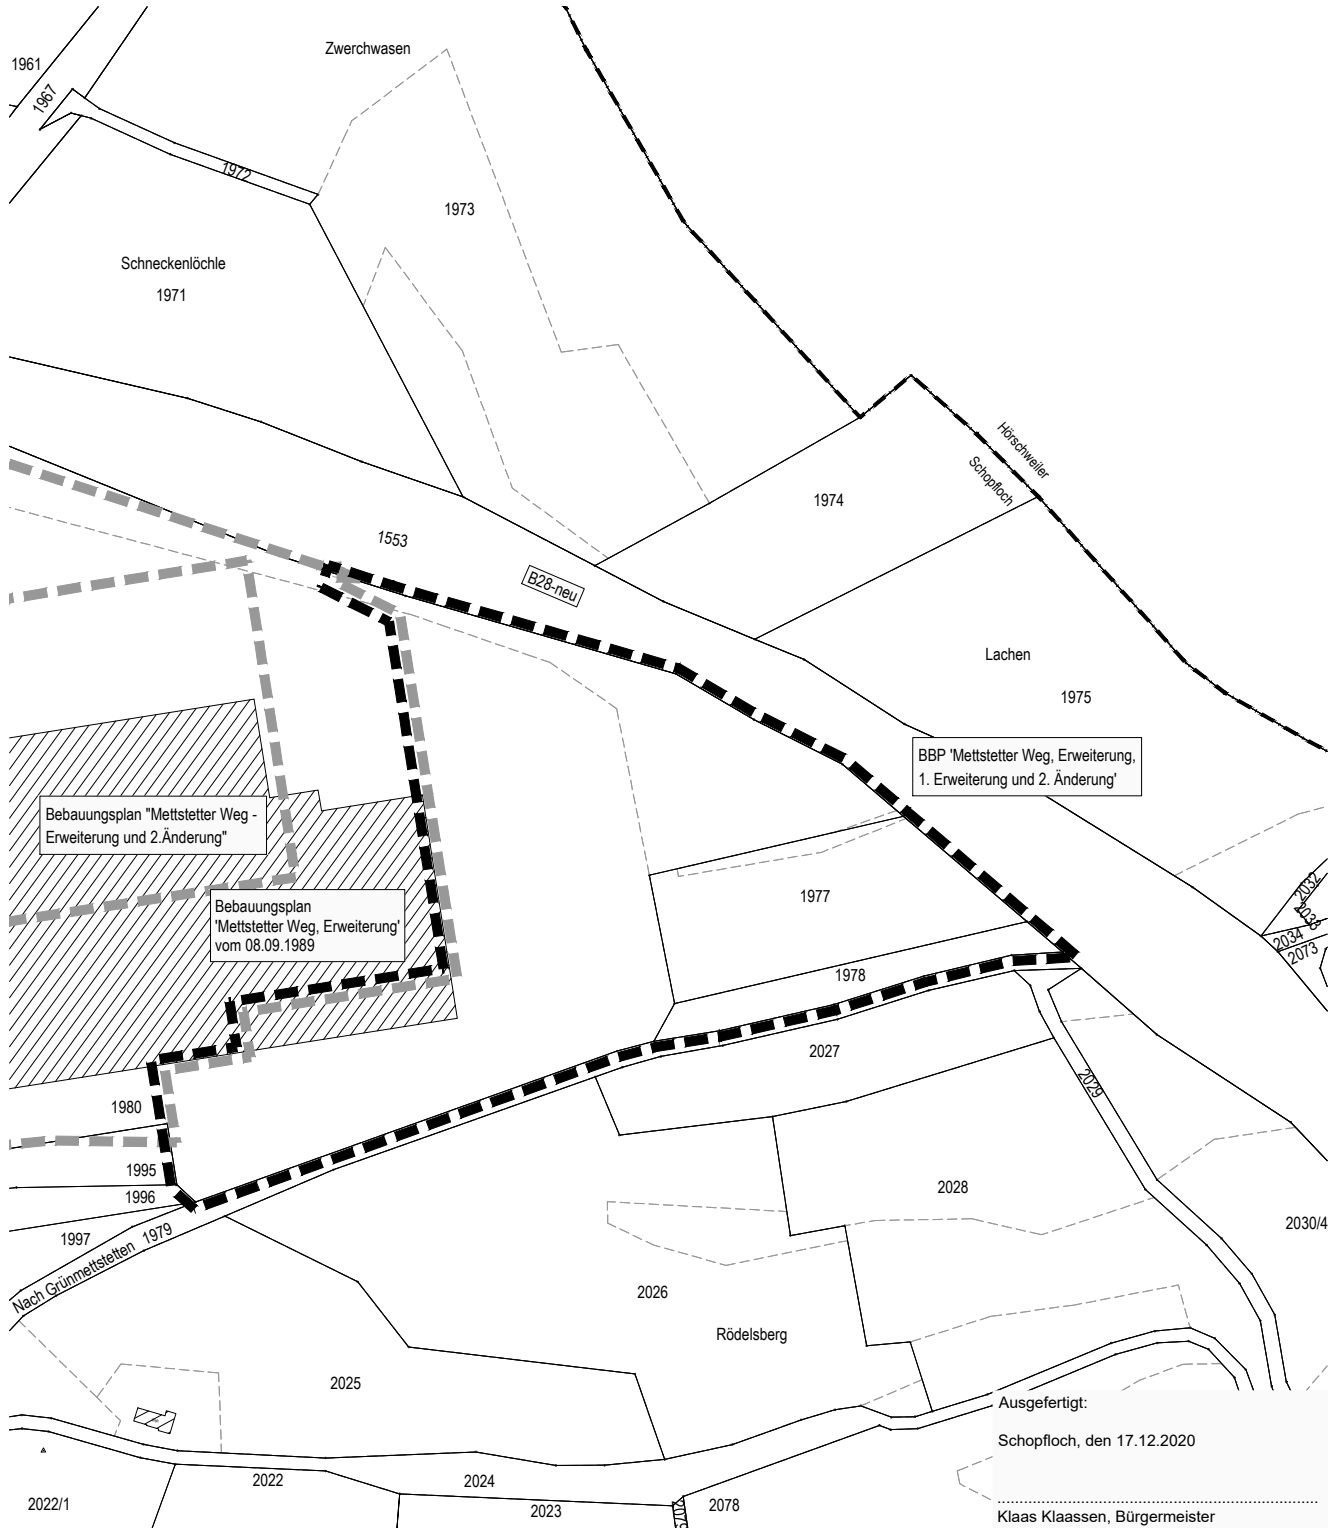 Zwerchwasen
1961
1967
1972
1973
Schneckenlöchle
1971
Hörschweiler
Schopfloch
1974
1553
B28-neu
Lachen
1975
BBP 'Mettstetter Weg, Erweiterung,
1. Erweiterung und 2. Änderung'
Bebauungsplan "Mettstetter Weg -
Erweiterung und 2.Änderung"
Bebauungsplan
'Mettstetter Weg, Erweiterung'
vom 08.09.1989
1977
2032
2033
2034
2073
1978
2027
2029
1980
1995
1996
1997
Nach Grünmettstetten 1979
2028
2030/4
2026
Rödelsberg
2025
Ausgefertigt:
Schopfloch, den 17.12.2020
Klaas Klaassen, Bürgermeister
2022
2024
2022/1
2023
2078